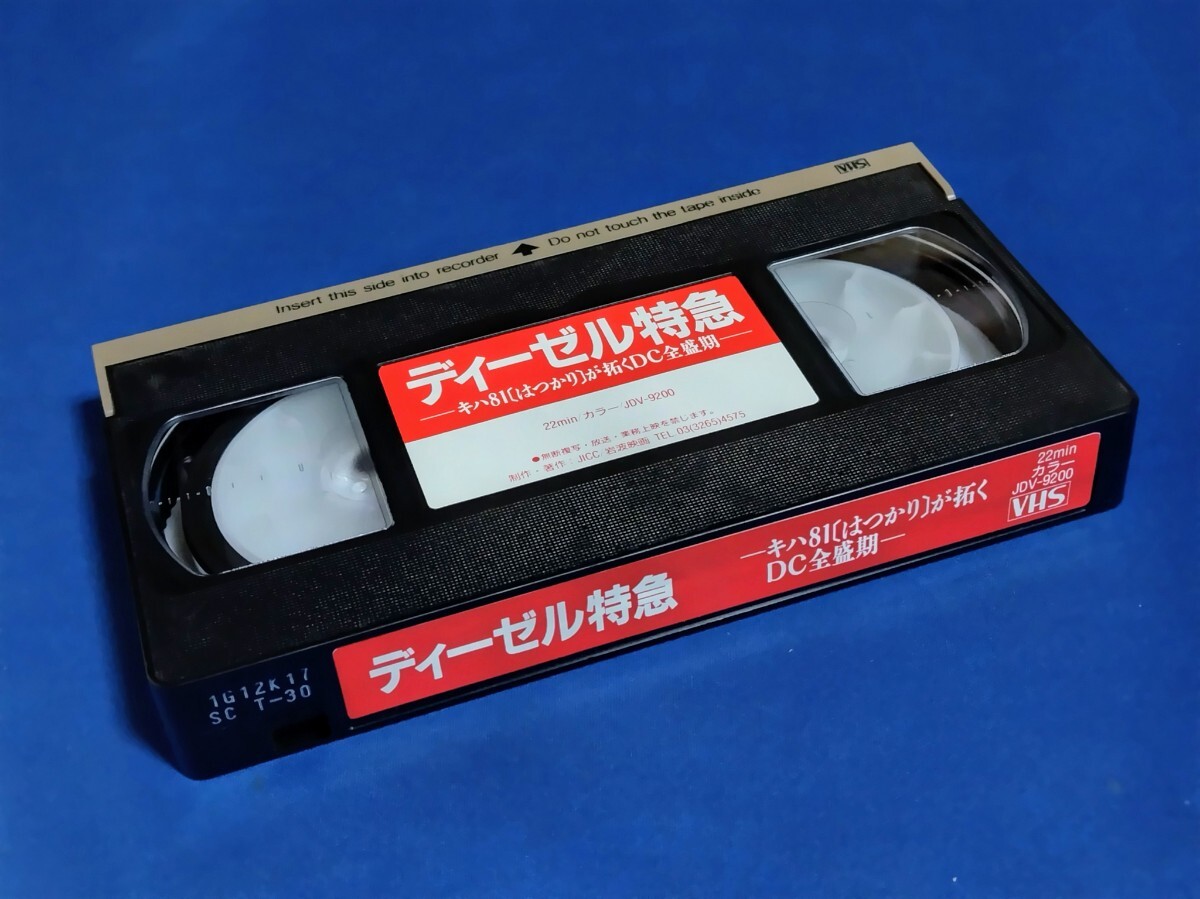 Insert this side into recorder ↑ Do not touch the tape inside
VHS
ディーゼル特急
―キハ81〔はつかり〕が拓くDC全盛期―
22min/カラー/JDV-9200
●無断複写・放送・業務上映を禁じます。
制作・著作:JICC 岩波映画 TEL 03(3265)4575
ディーゼル特急
―キハ81〔はつかり〕が拓く
DC全盛期―
22min
カラー
JDV-9200
VHS
1G12K17
SC T-30